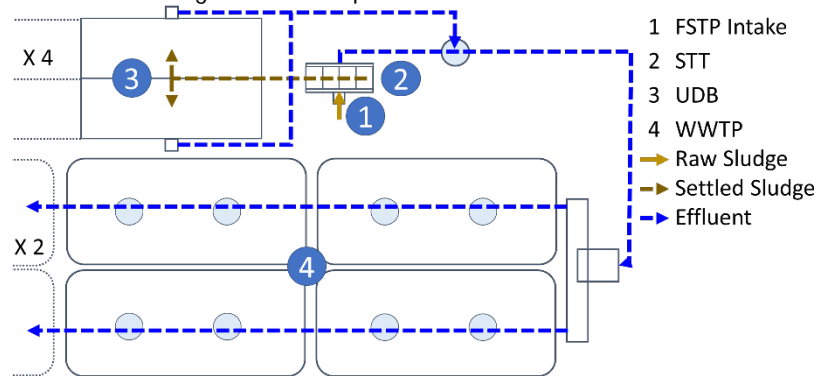 X 4
3
2
1
X 2
4
1 FSTP Intake
2 STT
3 UDB
4 WWTP
Raw Sludge
Settled Sludge
Effluent